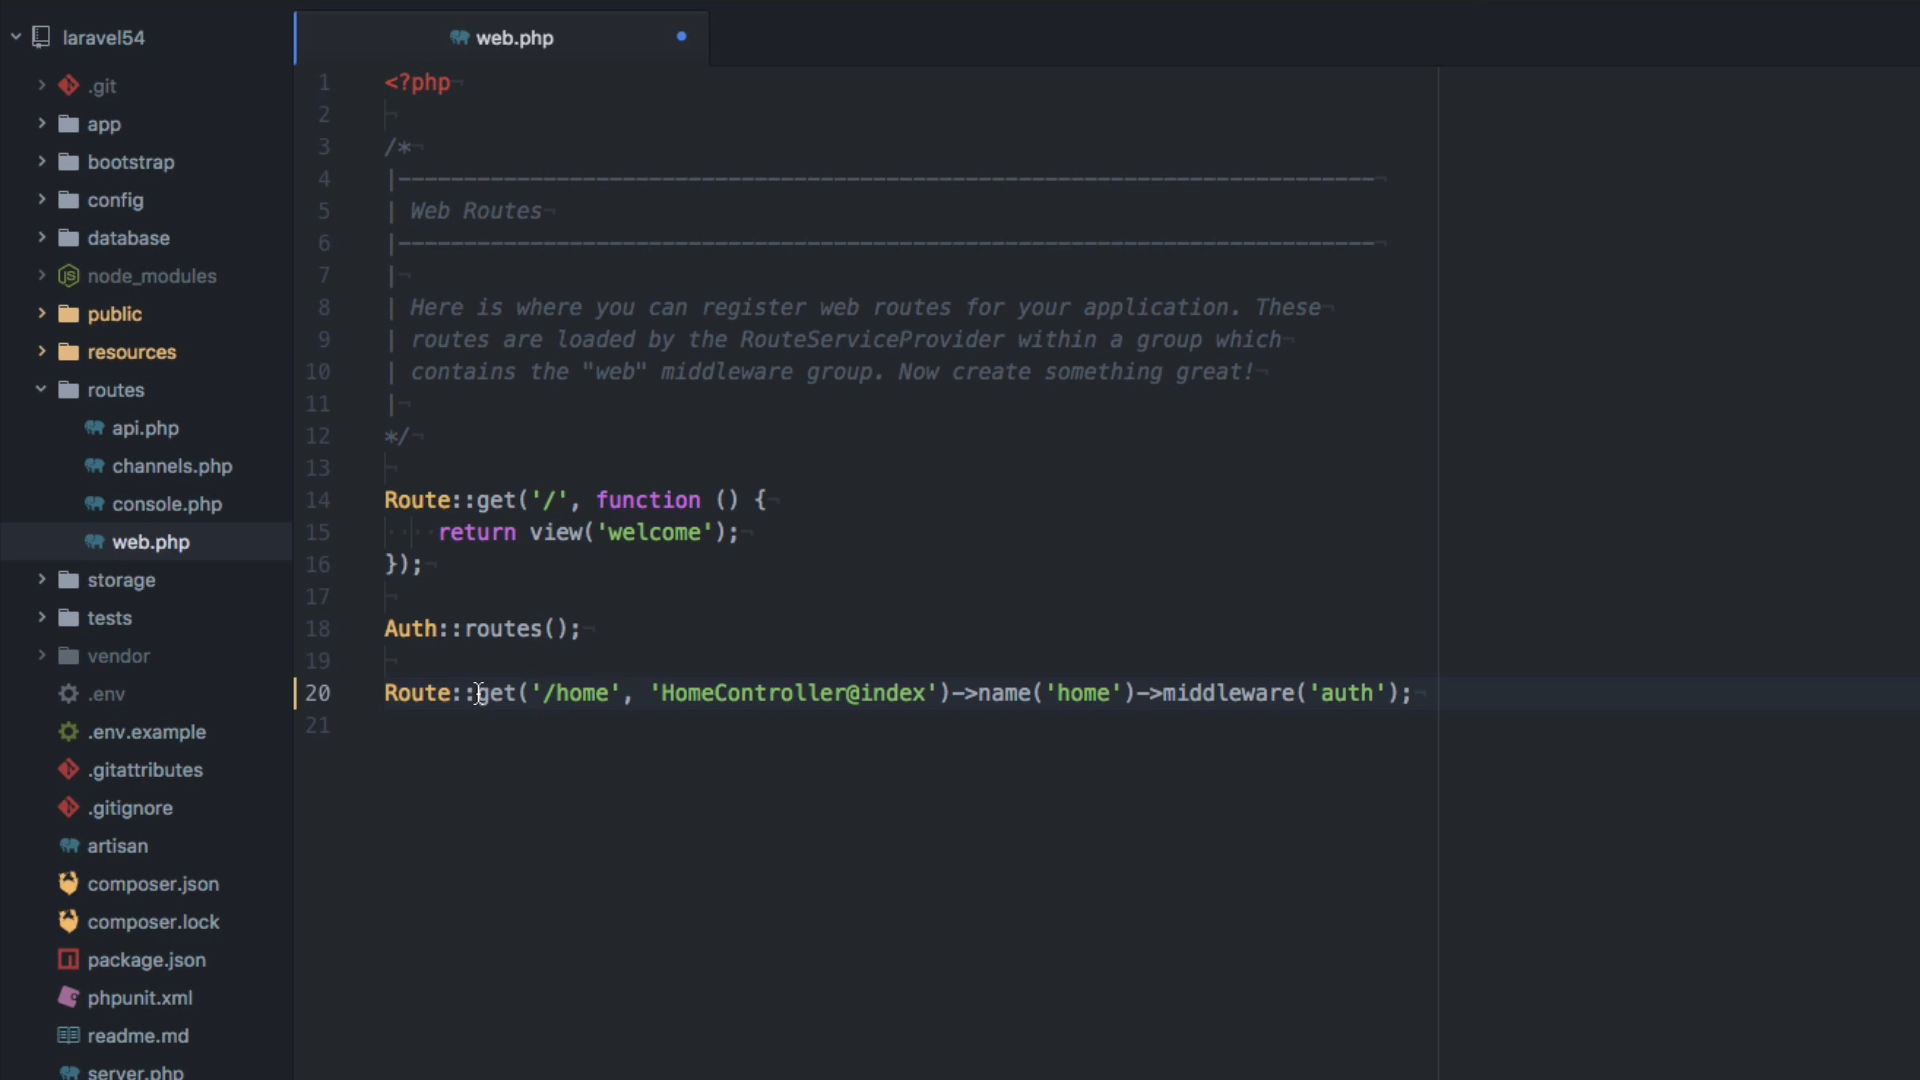 laravel54
.git
app
bootstrap
config
database
node_modules
public
resources
routes
api.php
channels.php
console.php
web.php
storage
tests
vendor
.env
.env.example
.gitattributes
.gitignore
artisan
composer.json
composer.lock
package.json
phpunit.xml
readme.md
server.php
web.php
1 <?php
2
3 /*
4 |--------------------------------------------------------------------------
5 | Web Routes
6 |--------------------------------------------------------------------------
7 |
8 | Here is where you can register web routes for your application. These
9 | routes are loaded by the RouteServiceProvider within a group which
10 | contains the "web" middleware group. Now create something great!
11 |
12 */
13
14 Route::get('/', function () {
15     return view('welcome');
16 });
17
18 Auth::routes();
19
20 Route::get('/home', 'HomeController@index')->name('home')->middleware('auth');
21